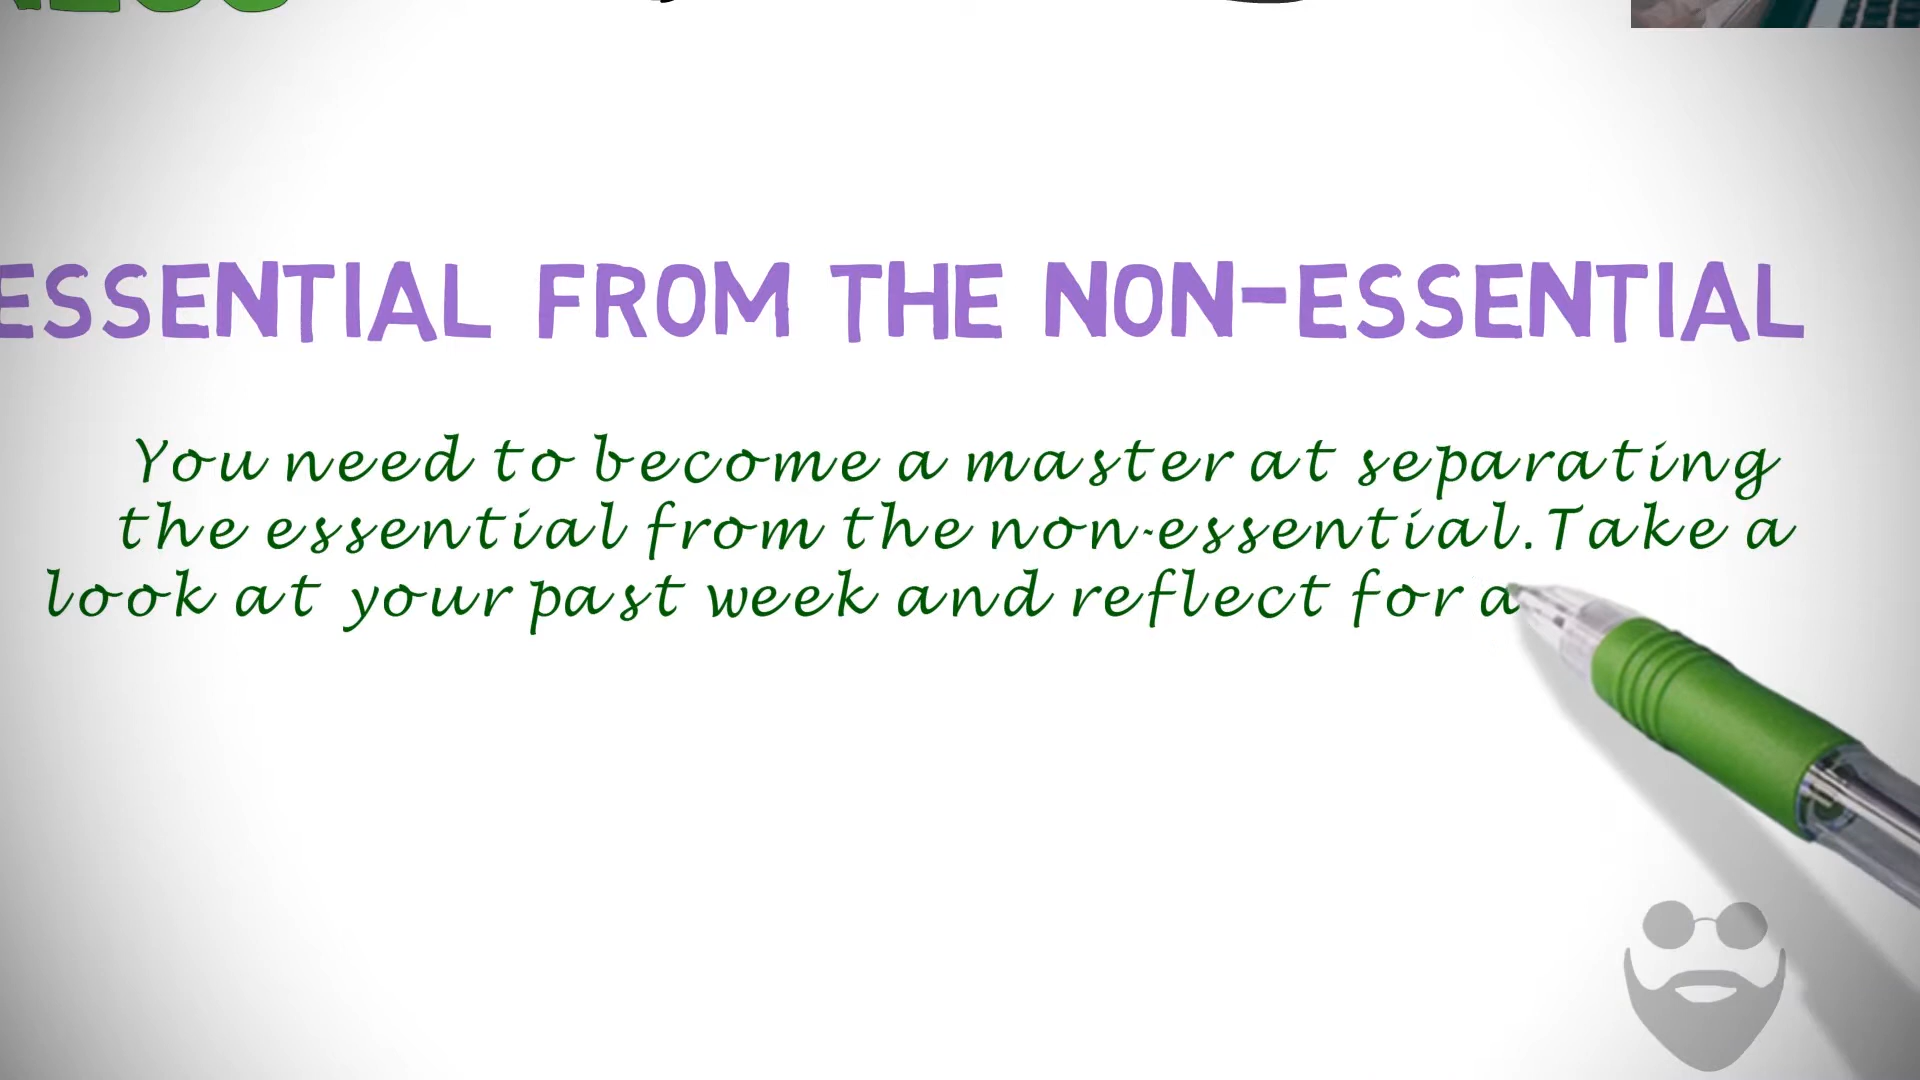 ESSENTIAL FROM THE NON-ESSENTIAL
You need to become a master at separating
the essential from the non-essential.Take a
look at your past week and reflect for a